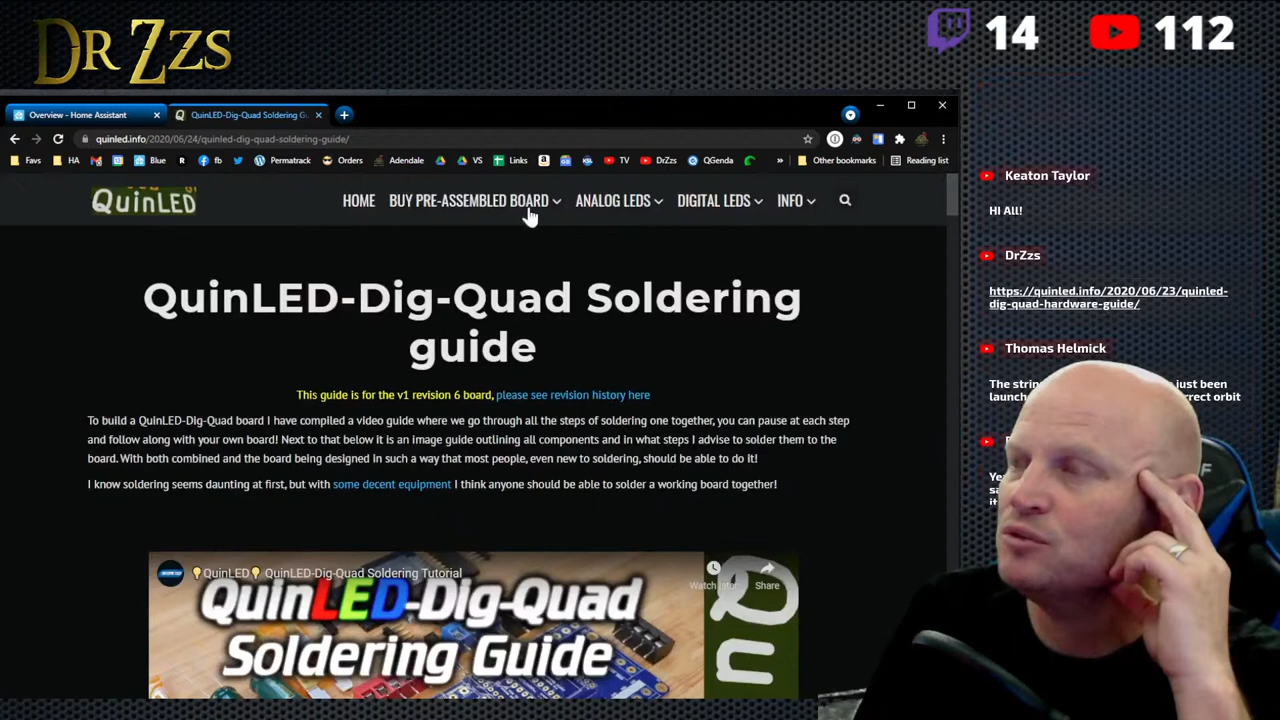 DR ZZS
14
112
Overview - Home Assistant
QuinLED-Dig-Quad Soldering G
quinled.info/2020/06/24/quinled-dig-quad-soldering-guide/
Favs
HA
Blue
R
fb
Permatrack
Orders
Adendale
VS
Links
TV
DrZzs
QGenda
»
Other bookmarks
Reading list
QuinLED
HOME
BUY PRE-ASSEMBLED BOARD
ANALOG LEDS
DIGITAL LEDS
INFO
QuinLED-Dig-Quad Soldering
guide
This guide is for the v1 revision 6 board, please see revision history here
To build a QuinLED-Dig-Quad board I have compiled a video guide where we go through all the steps of soldering one together, you can pause at each step
and follow along with your own board! Next to that below it is an image guide outlining all components and in what steps I advise to solder them to the
board. With both combined and the board being designed in such a way that most people, even new to soldering, should be able to do it!
I know soldering seems daunting at first, but with some decent equipment I think anyone should be able to solder a working board together!
QuinLED QuinLED-Dig-Quad Soldering Tutorial
Watch later
Share
QuinLED-Dig-Quad
Soldering Guide
Keaton Taylor
HI All!
DrZzs
https://quinled.info/2020/06/23/quinled-
dig-quad-hardware-guide/
Thomas Helmick
The
just been
orbit